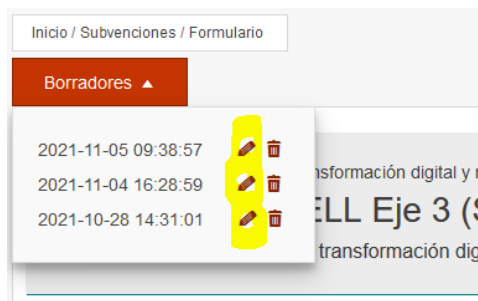 Inicio / Subvenciones / Formulario
Borradores
2021-11-05 09:38:57
2021-11-04 16:28:59
2021-10-28 14:31:01
nsformación digital y
ELL Eje 3 (
transformación dig